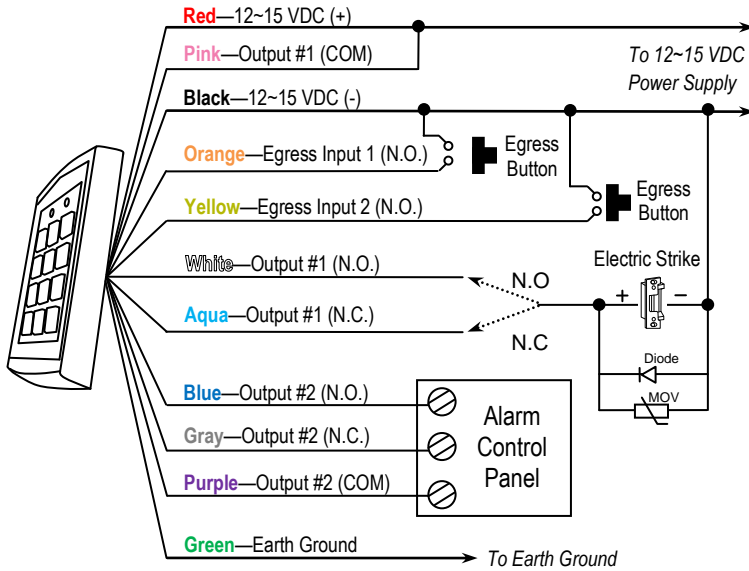 Red—12~15 VDC (+)
Pink—Output #1 (COM)
To 12~15 VDC
Power Supply
Black—12~15 VDC (-)
Orange—Egress Input 1 (N.O.)
Egress
Button
Yellow—Egress Input 2 (N.O.)
Egress
Button
White—Output #1 (N.O.)
N.O
Electric Strike
+ −
Aqua—Output #1 (N.C.)
N.C
Diode
MOV
Blue—Output #2 (N.O.)
Gray—Output #2 (N.C.)
Purple—Output #2 (COM)
Alarm
Control
Panel
Green—Earth Ground
To Earth Ground